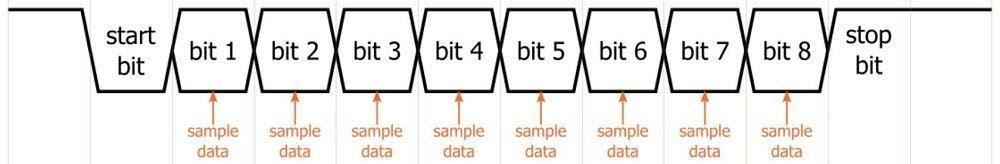 start
bit
bit 1
bit 2
bit 3
bit 4
bit 5
bit 6
bit 7
bit 8
stop
bit
sample
data
sample
data
sample
data
sample
data
sample
data
sample
data
sample
data
sample
data